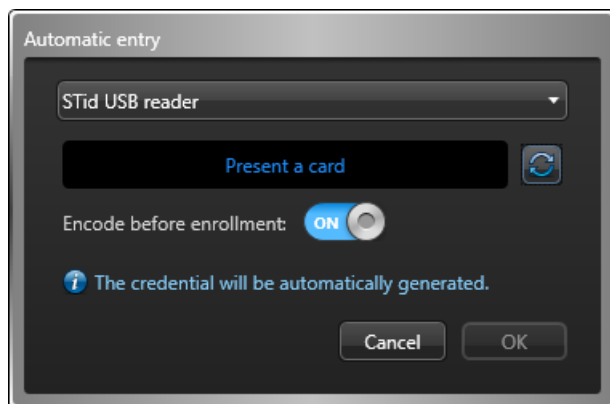 Automatic entry
STid USB reader
Present a card
Encode before enrollment: ON
The credential will be automatically generated.
Cancel OK